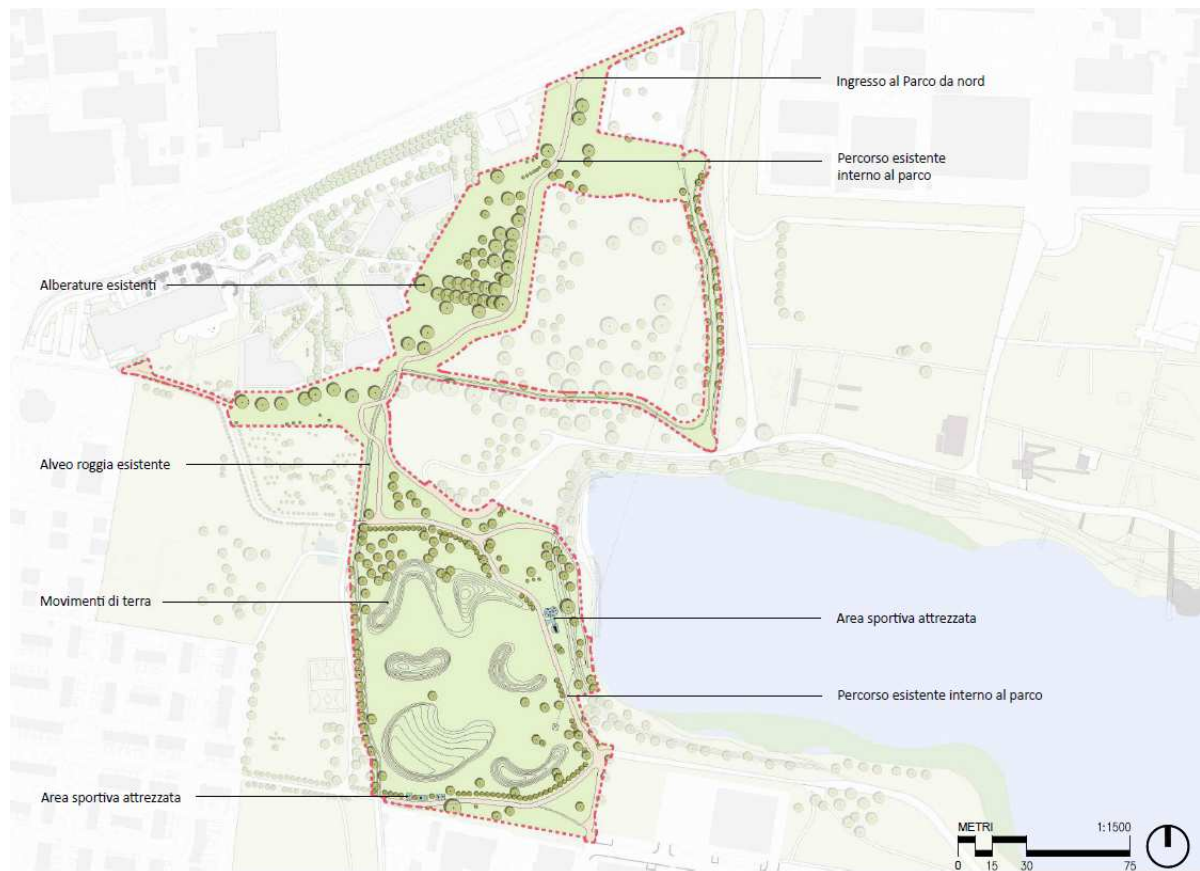 Ingresso al Parco da nord
Percorso esistente
interno al parco
Alberature esistenti
Alveo roggia esistente
Movimenti di terra
Area sportiva attrezzata
Percorso esistente interno al parco
Area sportiva attrezzata
METRI 1:1500
0 15 30 75